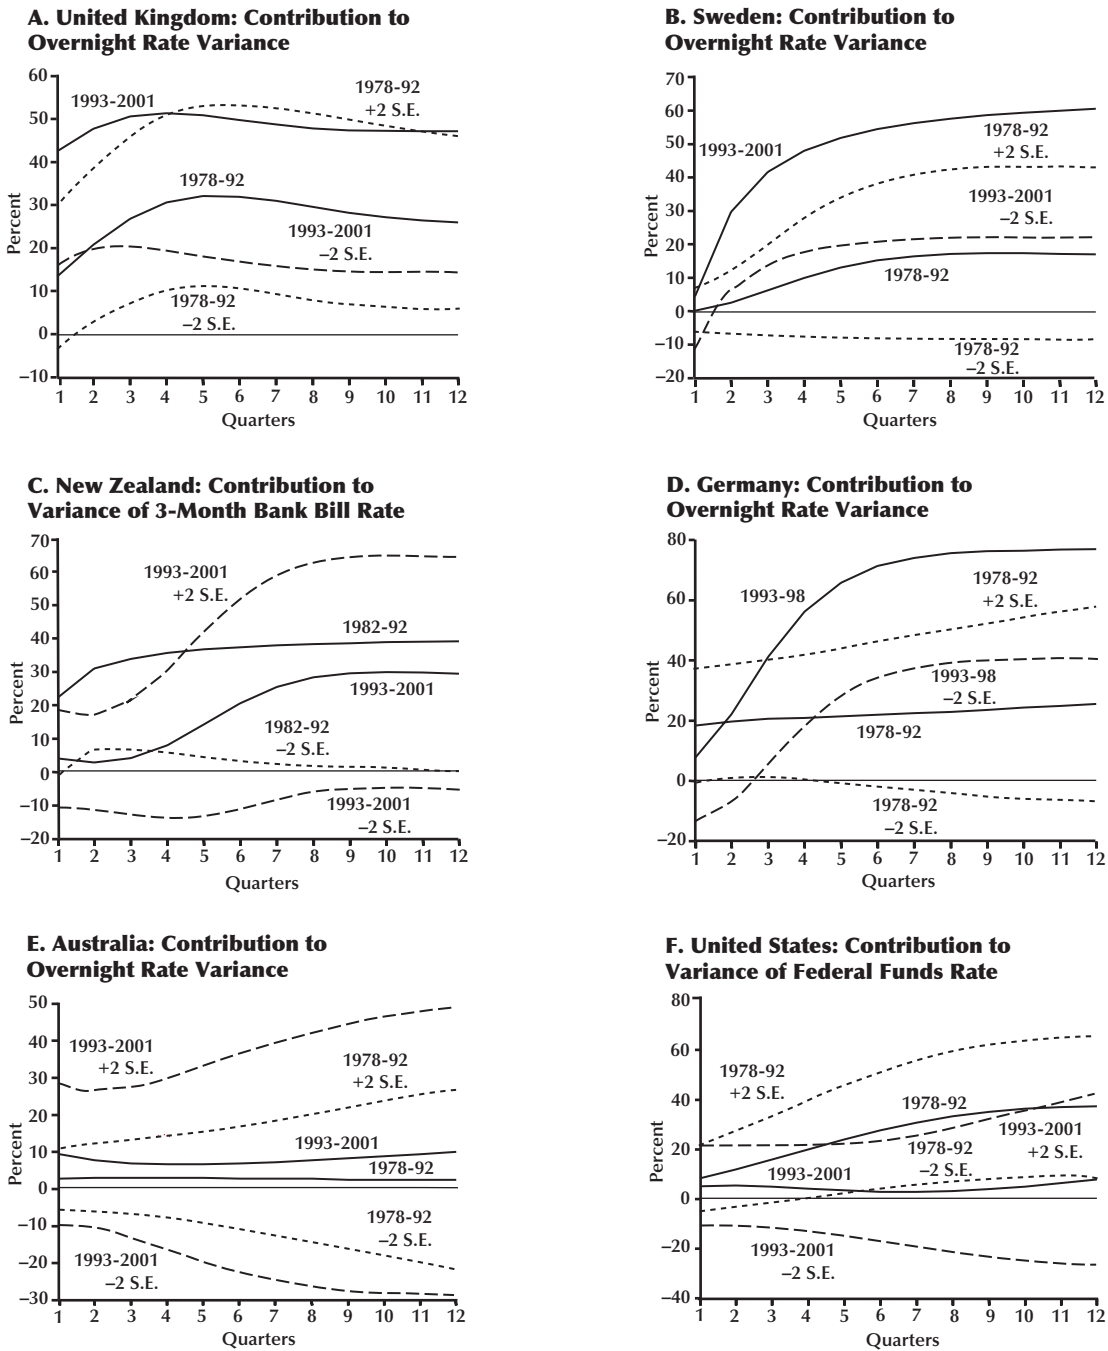 A. United Kingdom: Contribution to
Overnight Rate Variance
Percent
60
50
40
30
20
10
0
–10
1993-2001
1978-92
+2 S.E.
1978-92
1993-2001
–2 S.E.
1978-92
–2 S.E.
1 2 3 4 5 6 7 8 9 10 11 12
Quarters
B. Sweden: Contribution to
Overnight Rate Variance
Percent
70
60
50
40
30
20
10
0
–10
–20
1993-2001
1978-92
+2 S.E.
1993-2001
–2 S.E.
1978-92
1978-92
–2 S.E.
1 2 3 4 5 6 7 8 9 10 11 12
Quarters
C. New Zealand: Contribution to
Variance of 3-Month Bank Bill Rate
Percent
70
60
50
40
30
20
10
0
–10
–20
1993-2001
+2 S.E.
1982-92
1993-2001
1982-92
–2 S.E.
1993-2001
–2 S.E.
1 2 3 4 5 6 7 8 9 10 11 12
Quarters
D. Germany: Contribution to
Overnight Rate Variance
Percent
80
60
40
20
0
–20
1993-98
1978-92
+2 S.E.
1993-98
–2 S.E.
1978-92
1978-92
–2 S.E.
1 2 3 4 5 6 7 8 9 10 11 12
Quarters
E. Australia: Contribution to
Overnight Rate Variance
Percent
50
40
30
20
10
0
–10
–20
–30
1993-2001
+2 S.E.
1978-92
+2 S.E.
1993-2001
1978-92
1978-92
–2 S.E.
1993-2001
–2 S.E.
1 2 3 4 5 6 7 8 9 10 11 12
Quarters
F. United States: Contribution to
Variance of Federal Funds Rate
Percent
80
60
40
20
0
–20
–40
1978-92
+2 S.E.
1978-92
1993-2001
+2 S.E.
1978-92
–2 S.E.
1993-2001
1993-2001
–2 S.E.
1 2 3 4 5 6 7 8 9 10 11 12
Quarters